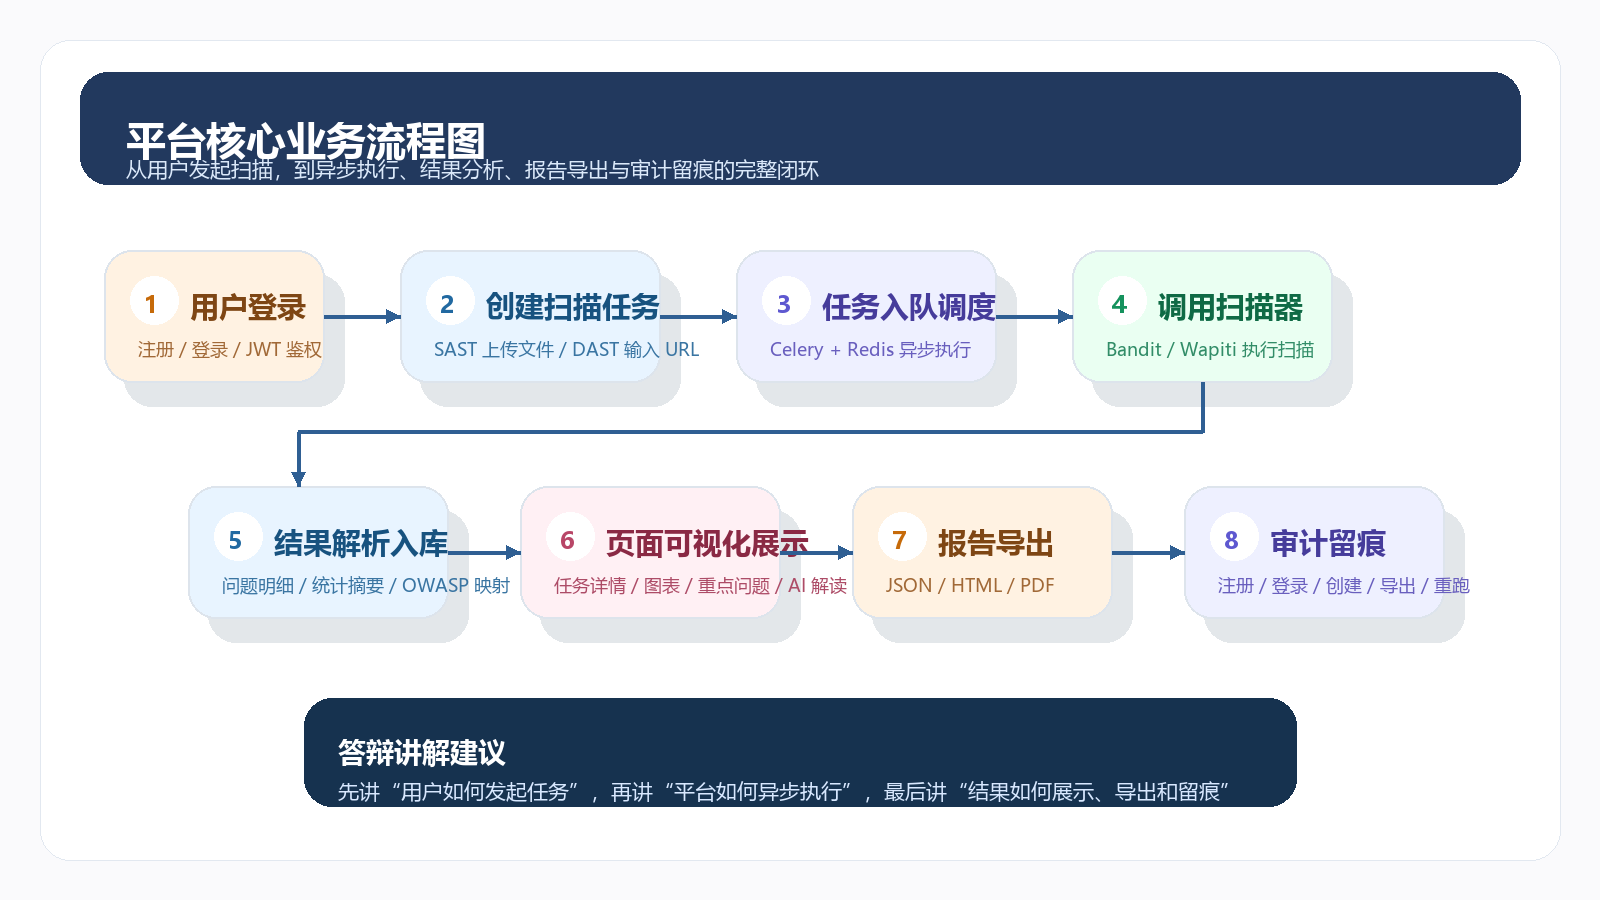 平台核心业务流程图
从用户发起扫描，到异步执行、结果分析、报告导出与审计留痕的完整闭环
1 用户登录
注册 / 登录 / JWT 鉴权
2 创建扫描任务
SAST 上传文件 / DAST 输入 URL
3 任务入队调度
Celery + Redis 异步执行
4 调用扫描器
Bandit / Wapiti 执行扫描
5 结果解析入库
问题明细 / 统计摘要 / OWASP 映射
6 页面可视化展示
任务详情 / 图表 / 重点问题 / AI 解读
7 报告导出
JSON / HTML / PDF
8 审计留痕
注册 / 登录 / 创建 / 导出 / 重跑
答辩讲解建议
先讲“用户如何发起任务”，再讲“平台如何异步执行”，最后讲“结果如何展示、导出和留痕”